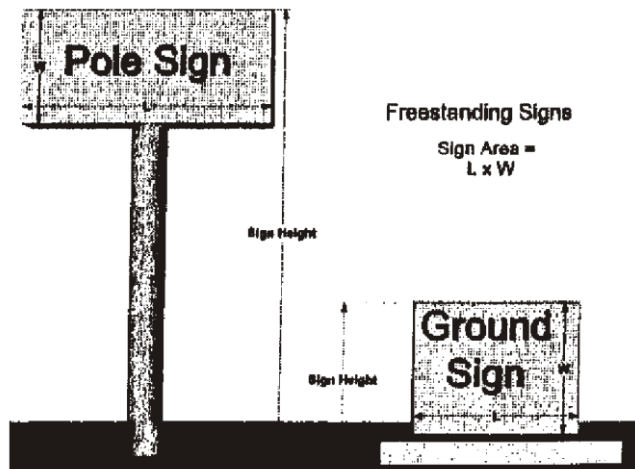 W
Pole Sign
L
Freestanding Signs
Sign Area =
L x W
Sign Height
Ground
Sign
Sign Height
W
L